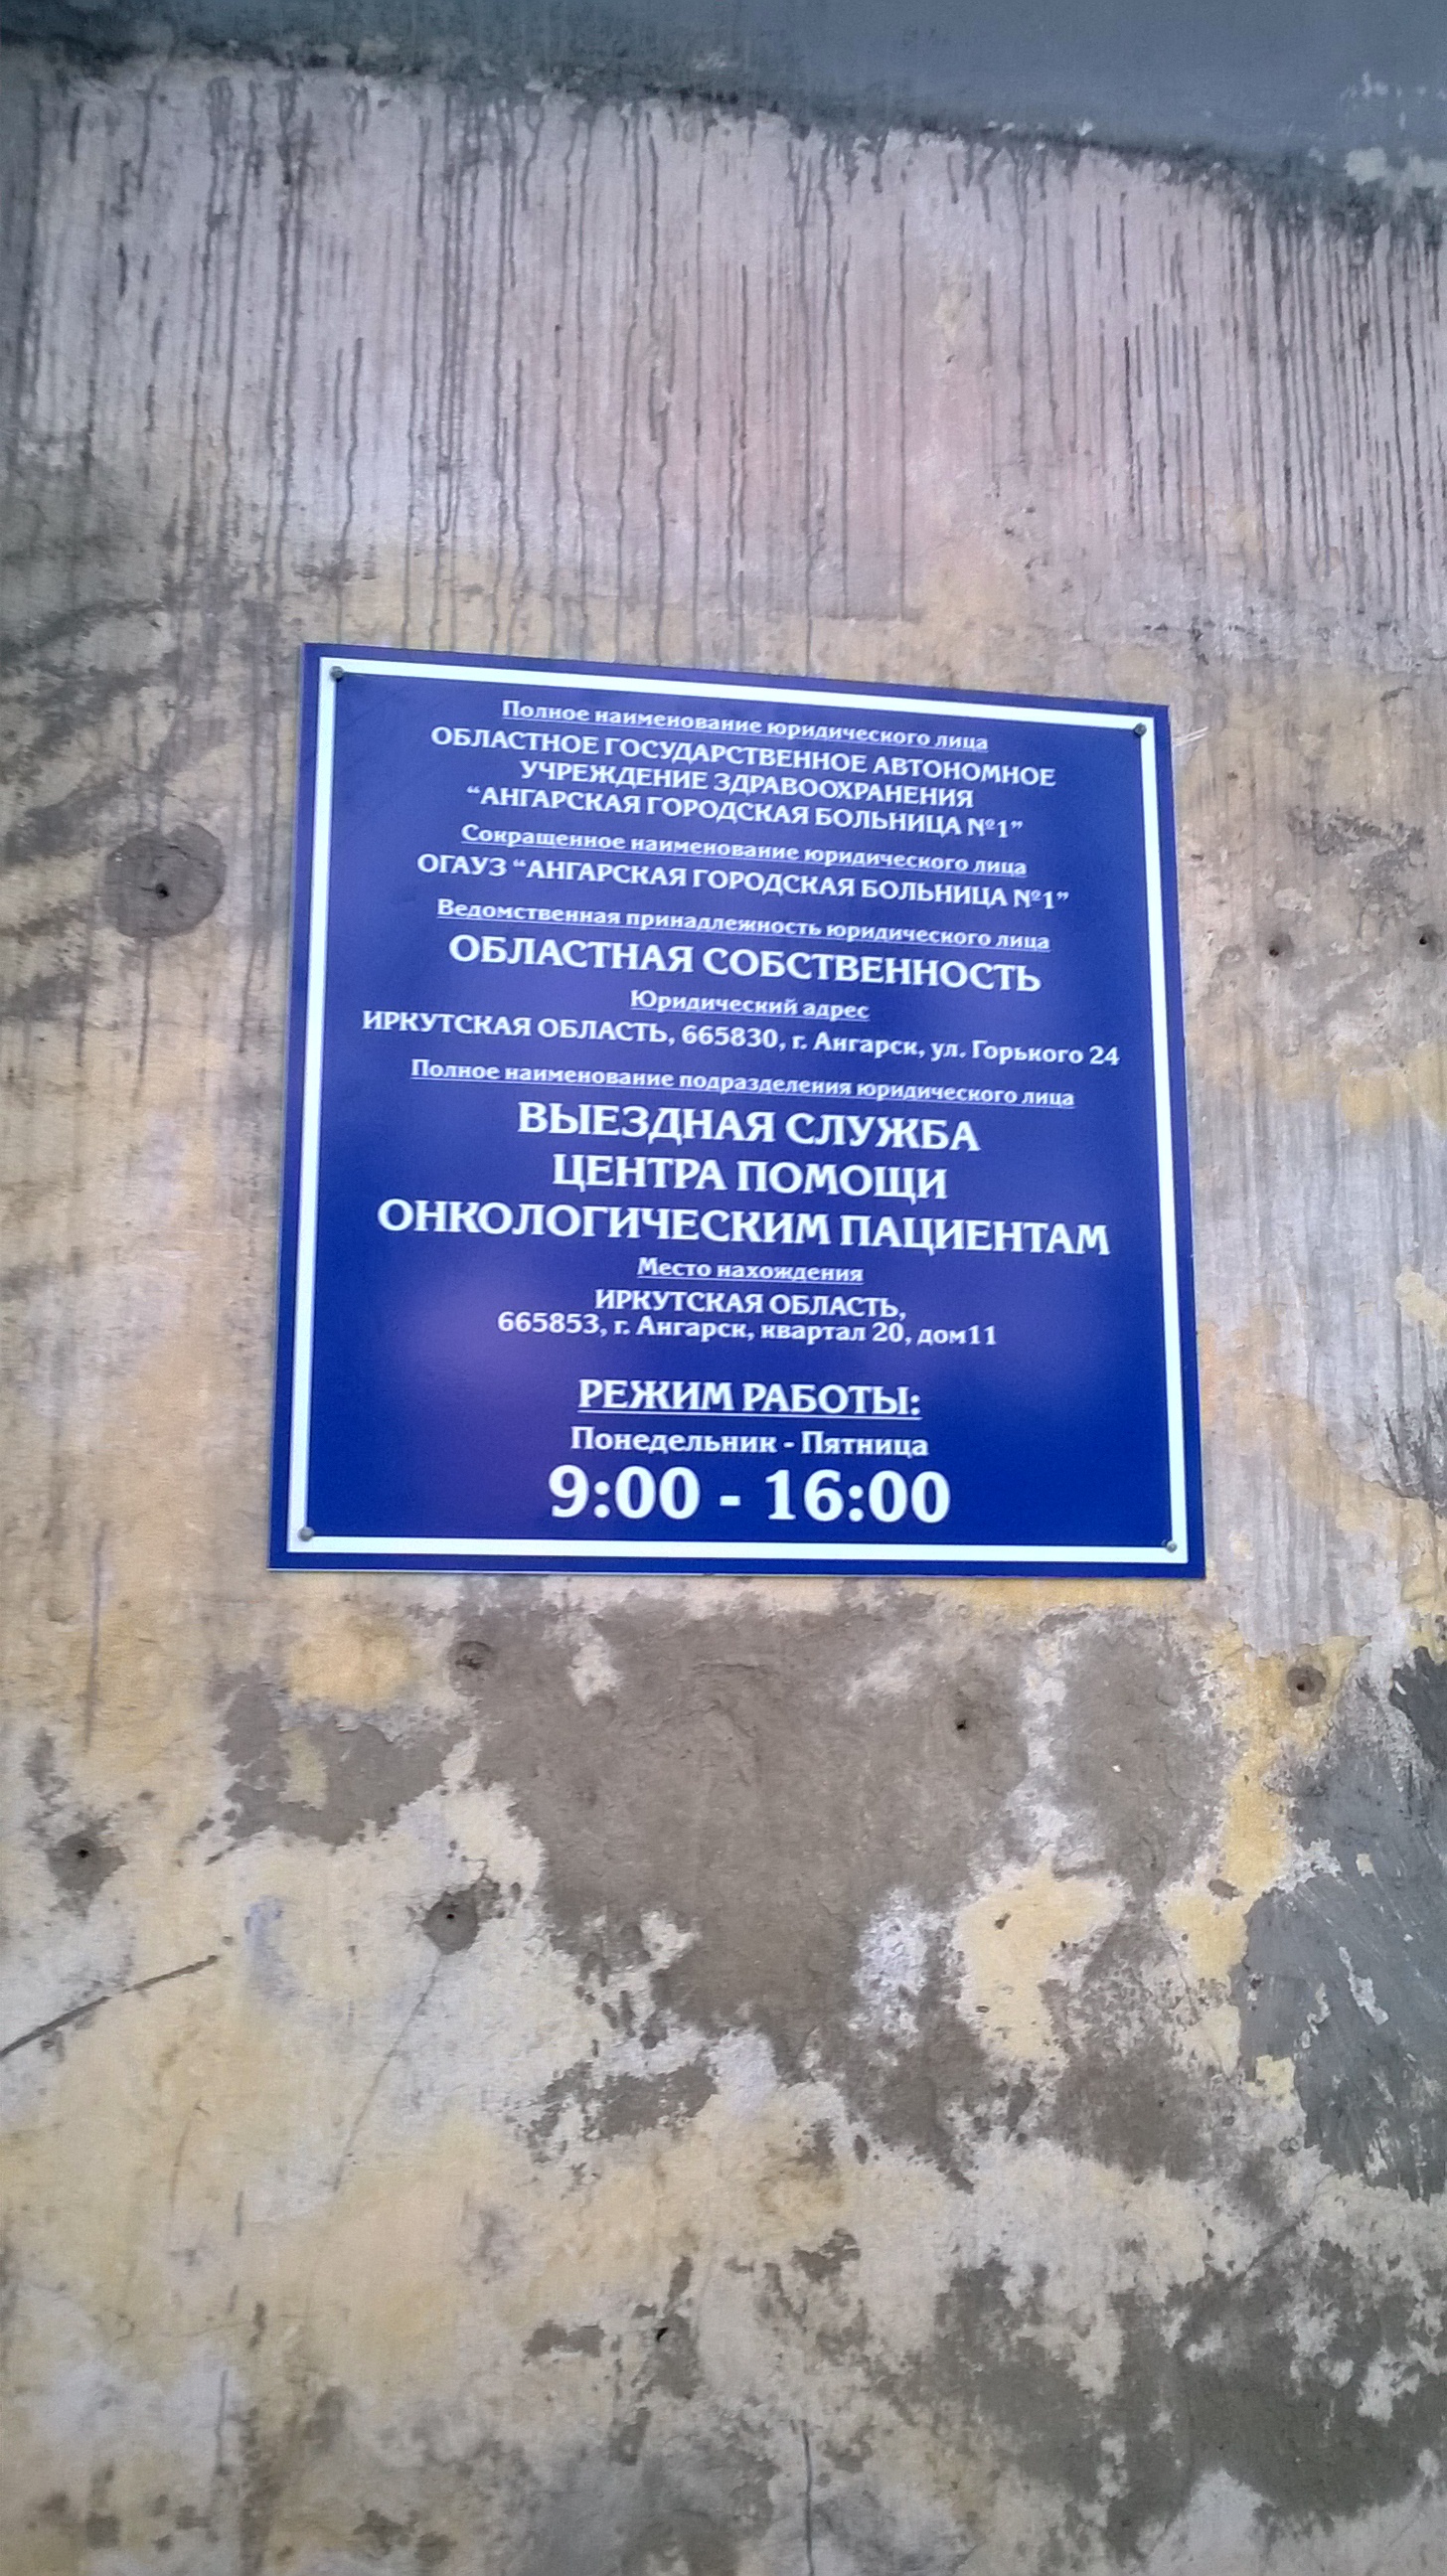 Полное наименование юридического лица
ОБЛАСТНОЕ ГОСУДАРСТВЕННОЕ АВТОНОМНОЕ
УЧРЕЖДЕНИЕ ЗДРАВООХРАНЕНИЯ
“АНГАРСКАЯ ГОРОДСКАЯ БОЛЬНИЦА №1”
Сокращенное наименование юридического лица
ОГАУЗ “АНГАРСКАЯ ГОРОДСКАЯ БОЛЬНИЦА №1”
Ведомственная принадлежность юридического лица
ОБЛАСТНАЯ СОБСТВЕННОСТЬ
Юридический адрес
ИРКУТСКАЯ ОБЛАСТЬ, 665830, г. Ангарск, ул. Горького 24
Полное наименование подразделения юридического лица
ВЫЕЗДНАЯ СЛУЖБА
ЦЕНТРА ПОМОЩИ
ОНКОЛОГИЧЕСКИМ ПАЦИЕНТАМ
Место нахождения
ИРКУТСКАЯ ОБЛАСТЬ,
665853, г. Ангарск, квартал 20, дом11
РЕЖИМ РАБОТЫ:
Понедельник - Пятница
9:00 - 16:00